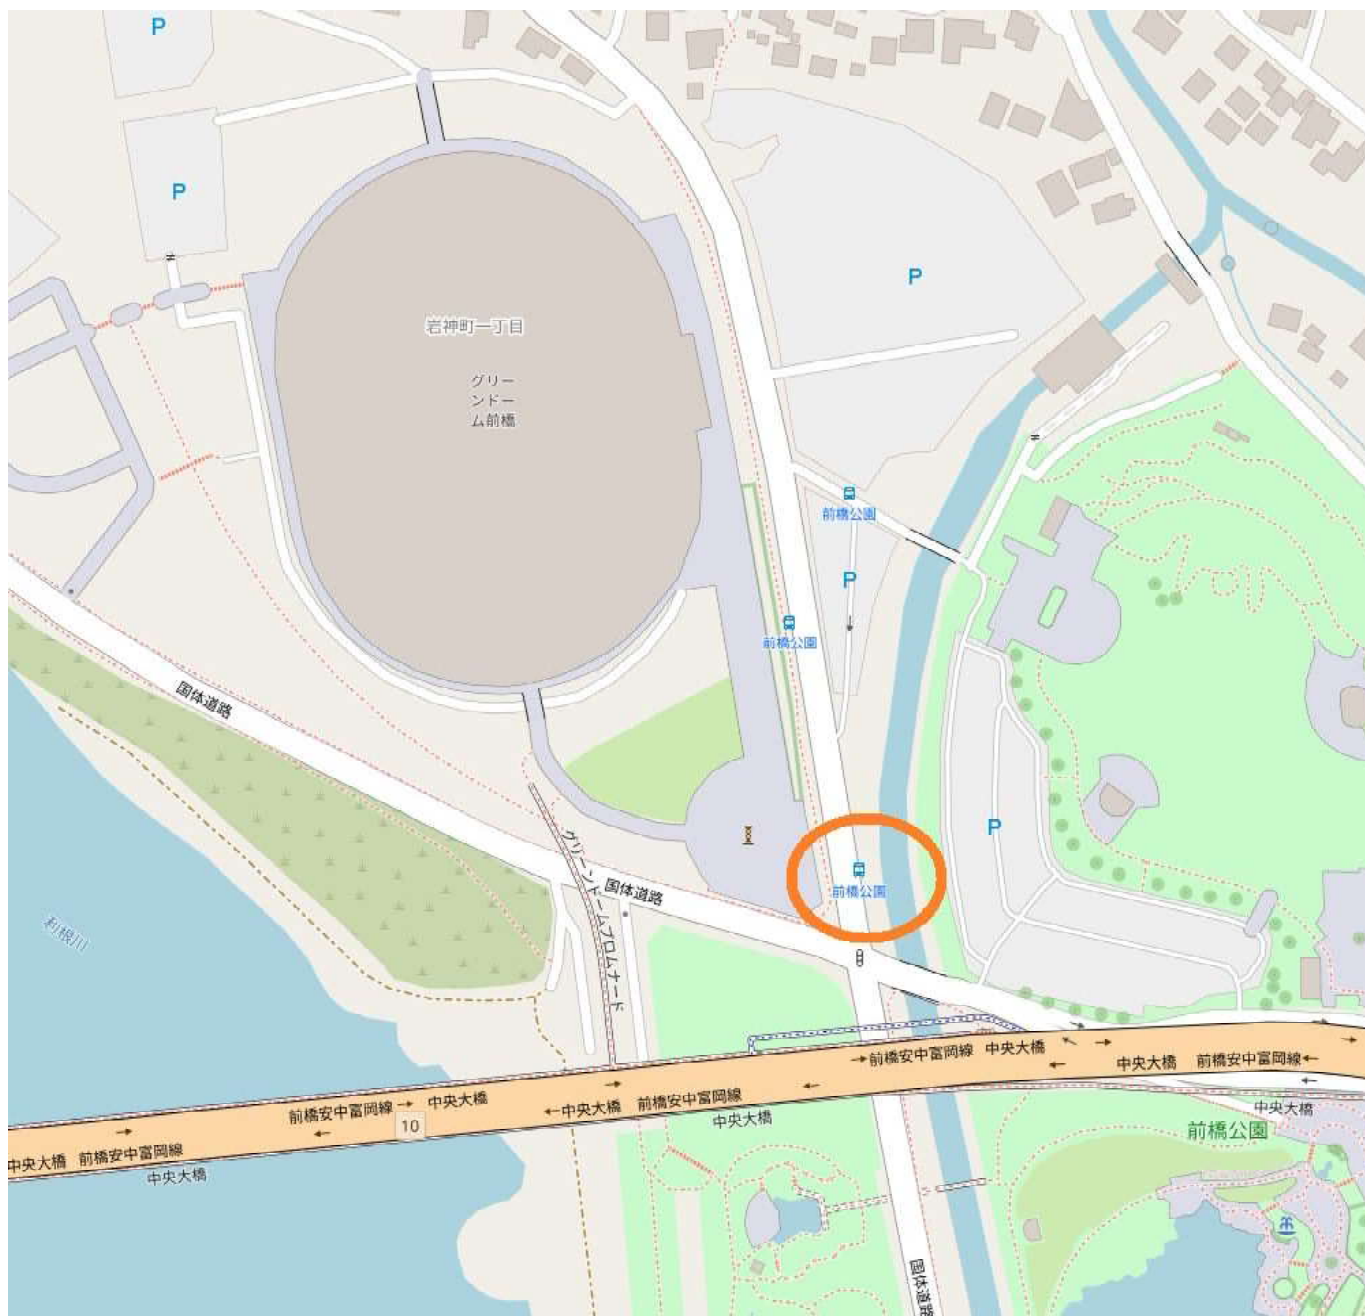 P
P
P
岩神町一丁目
グリー
ンドー
ム前橋
前橋公園
P
前橋公園
国体道路
P
前橋公園
国体道路
グリーンドームプロムナード
利根川
前橋安中富岡線
中央大橋
中央大橋
前橋安中富岡線
前橋安中富岡線
中央大橋
中央大橋
前橋安中富岡線
10
中央大橋
中央大橋
前橋公園
中央大橋
前橋安中富岡線
中央大橋
国体道路